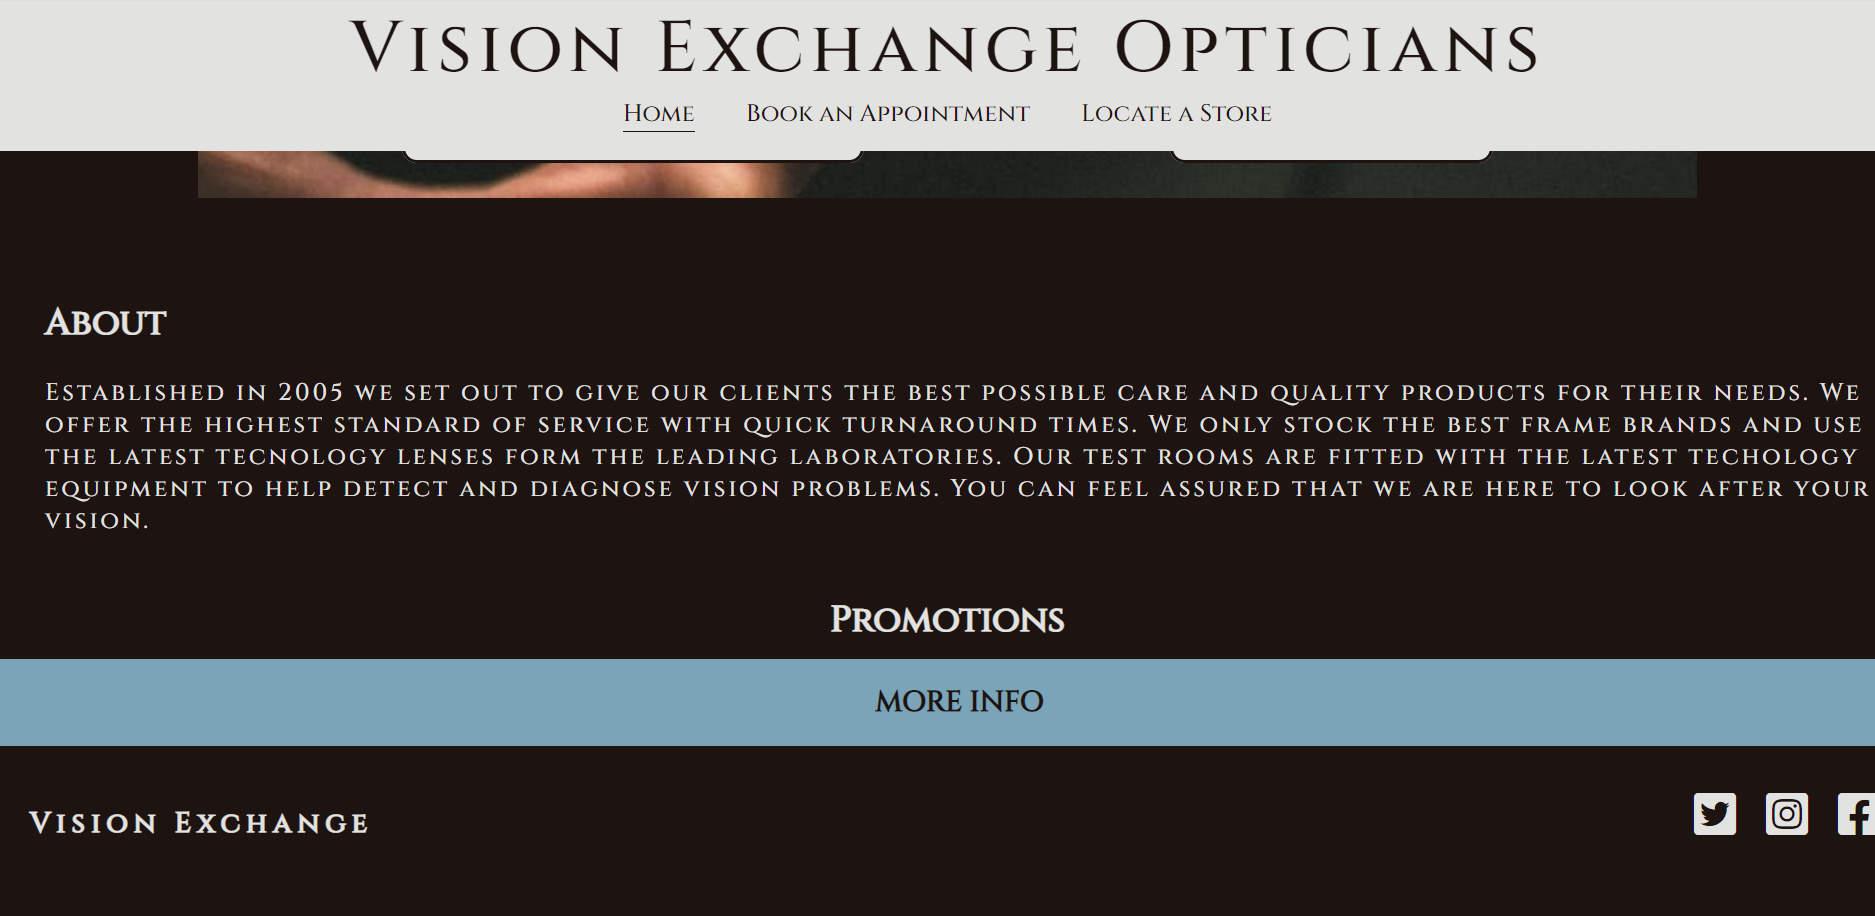 Vision Exchange Opticians
Home Book an Appointment Locate a Store
About
Established in 2005 we set out to give our clients the best possible care and quality products for their needs. We
offer the highest standard of service with quick turnaround times. We only stock the best frame brands and use
the latest tecnology lenses form the leading laboratories. Our test rooms are fitted with the latest techology
equipment to help detect and diagnose vision problems. You can feel assured that we are here to look after your
vision.
Promotions
MORE INFO
Vision Exchange